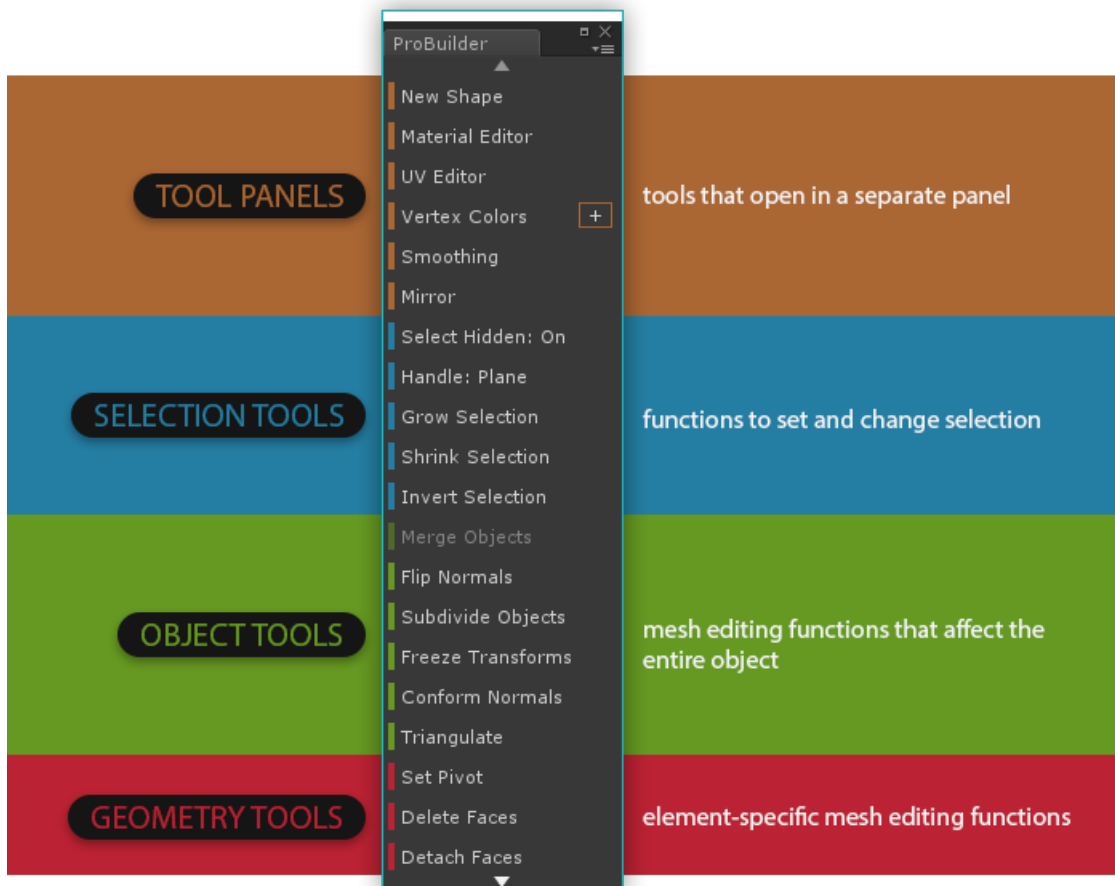 ProBuilder
New Shape
Material Editor
UV Editor
Vertex Colors +
Smoothing
Mirror
Select Hidden: On
Handle: Plane
Grow Selection
Shrink Selection
Invert Selection
Merge Objects
Flip Normals
Subdivide Objects
Freeze Transforms
Conform Normals
Triangulate
Set Pivot
Delete Faces
Detach Faces
TOOL PANELS
tools that open in a separate panel
SELECTION TOOLS
functions to set and change selection
OBJECT TOOLS
mesh editing functions that affect the
entire object
GEOMETRY TOOLS
element-specific mesh editing functions